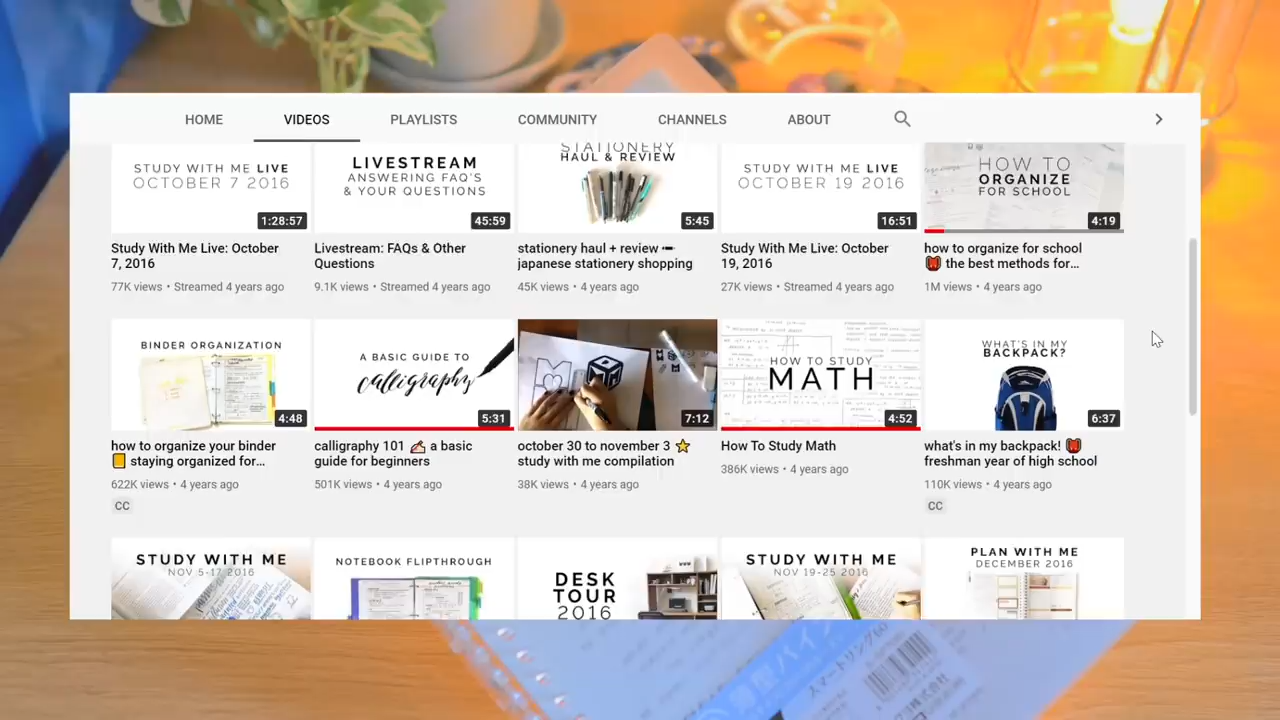 HOME VIDEOS PLAYLISTS COMMUNITY CHANNELS ABOUT
STUDY WITH ME LIVE
OCTOBER 7 2016
1:28:57
LIVESTREAM
ANSWERING FAQ'S
& YOUR QUESTIONS
45:59
STATIONERY
HAUL & REVIEW
5:45
STUDY WITH ME LIVE
OCTOBER 19 2016
16:51
HOW TO
ORGANIZE
FOR SCHOOL
4:19
Study With Me Live: October
7, 2016
77K views • Streamed 4 years ago
Livestream: FAQs & Other
Questions
9.1K views • Streamed 4 years ago
stationery haul + review
japanese stationery shopping
45K views • 4 years ago
Study With Me Live: October
19, 2016
27K views • Streamed 4 years ago
how to organize for school
🎒 the best methods for...
1M views • 4 years ago
BINDER ORGANIZATION
4:48
A BASIC GUIDE TO
calligraphy
5:31
7:12
HOW TO STUDY
MATH
4:52
WHAT'S IN MY
BACKPACK?
6:37
how to organize your binder
📒 staying organized for...
622K views • 4 years ago
CC
calligraphy 101 ✍ a basic
guide for beginners
501K views • 4 years ago
october 30 to november 3 ⭐
study with me compilation
38K views • 4 years ago
How To Study Math
386K views • 4 years ago
what's in my backpack! 🎒
freshman year of high school
110K views • 4 years ago
CC
STUDY WITH ME
NOV 5-17 2016
NOTEBOOK FLIPTHROUGH
DESK
TOUR
2016
STUDY WITH ME
NOV 19-25 2016
PLAN WITH ME
DECEMBER 2016
スマートリング